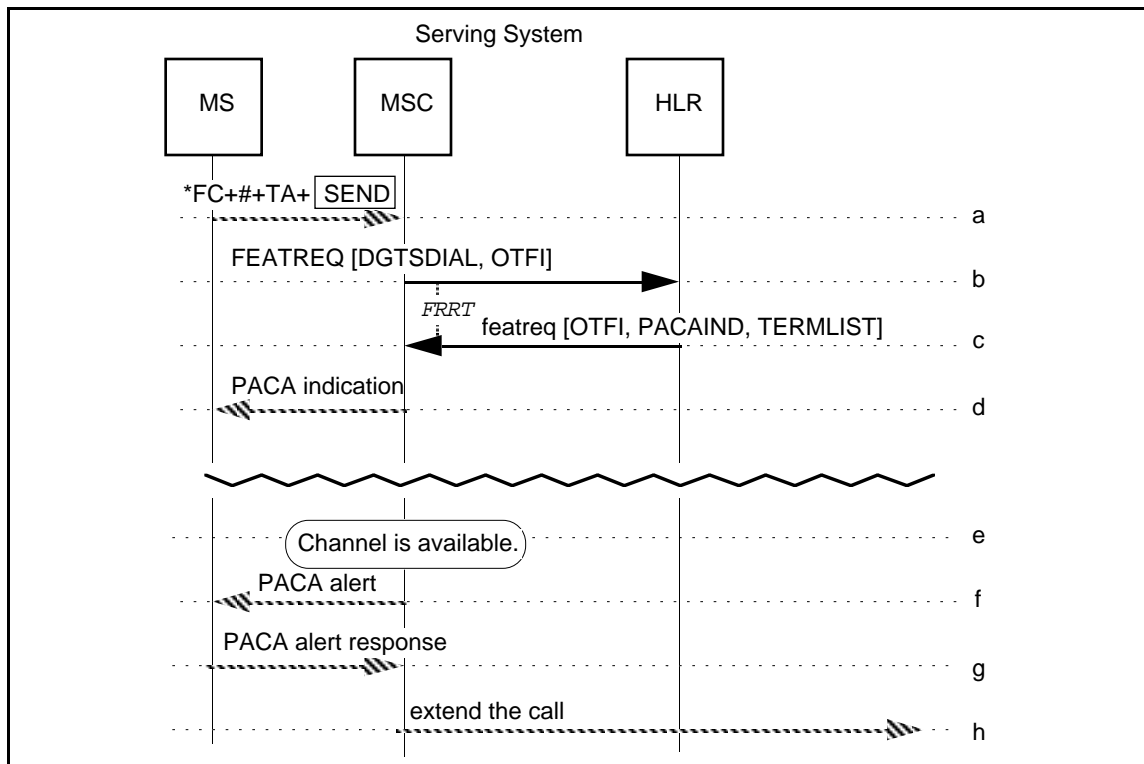 Serving System
MS
MSC
HLR
*FC+#+TA+ SEND
a
FEATREQ [DGTSDIAL, OTFI]
b
FRRT
featreq [OTFI, PACAIND, TERMLIST]
c
PACA indication
d
Channel is available.
e
PACA alert
f
PACA alert response
g
extend the call
h